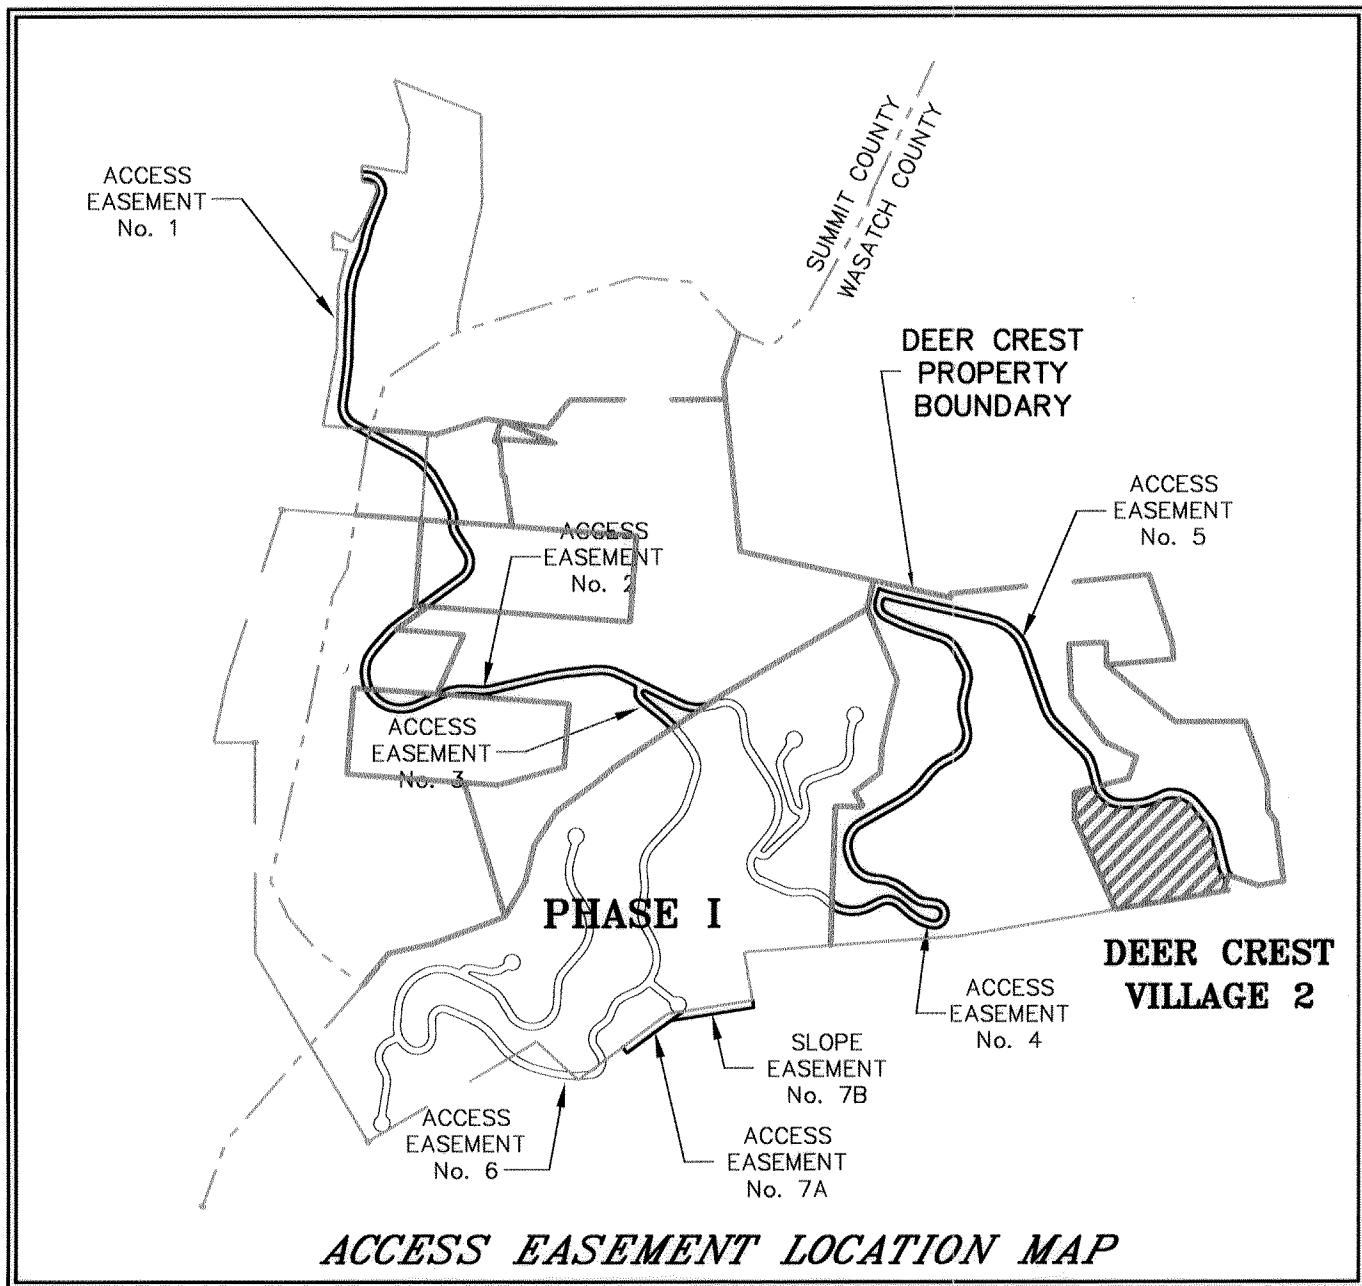 ACCESS
EASEMENT
No. 1
SUMMIT COUNTY
WASATCH COUNTY
DEER CREST
PROPERTY
BOUNDARY
ACCESS
EASEMENT
No. 5
ACCESS
EASEMENT
No. 2
ACCESS
EASEMENT
No. 3
PHASE I
DEER CREST
VILLAGE 2
ACCESS
EASEMENT
No. 4
SLOPE
EASEMENT
No. 7B
ACCESS
EASEMENT
No. 6
ACCESS
EASEMENT
No. 7A
ACCESS EASEMENT LOCATION MAP